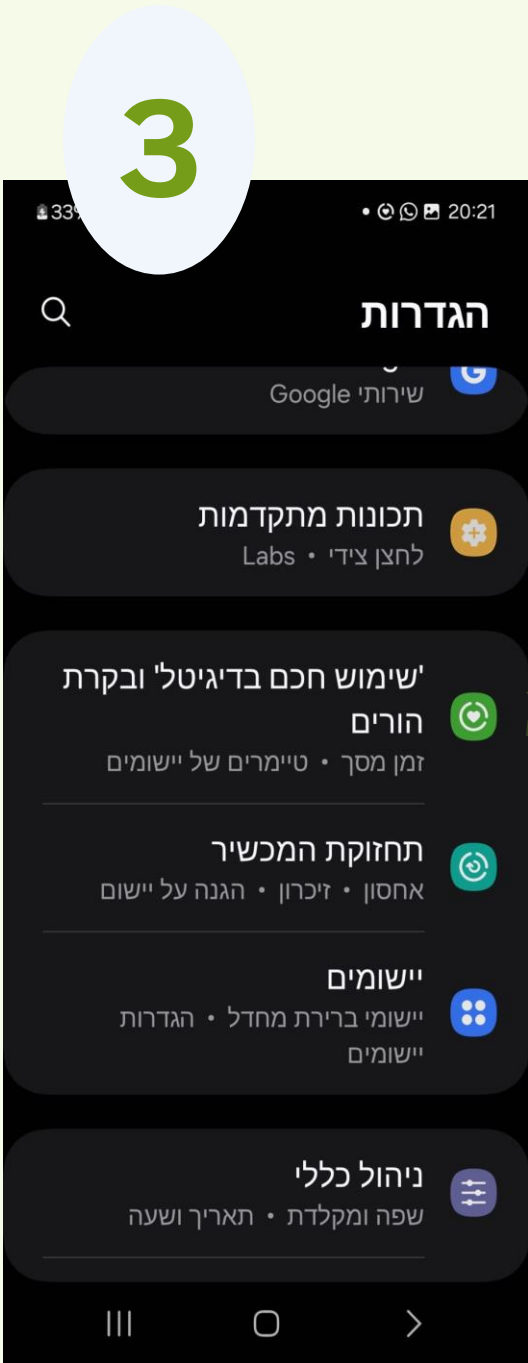 3
33%
20:21
הגדרות
שירותי Google
תכונות מתקדמות
לחצן צידי • Labs
'שימוש חכם בדיגיטל' ובקרת
הורים
זמן מסך • טיימרים של יישומים
תחזוקת המכשיר
אחסון • זיכרון • הגנה על יישום
יישומים
יישומי ברירת מחדל • הגדרות
יישומים
ניהול כללי
שפה ומקלדת • תאריך ושעה